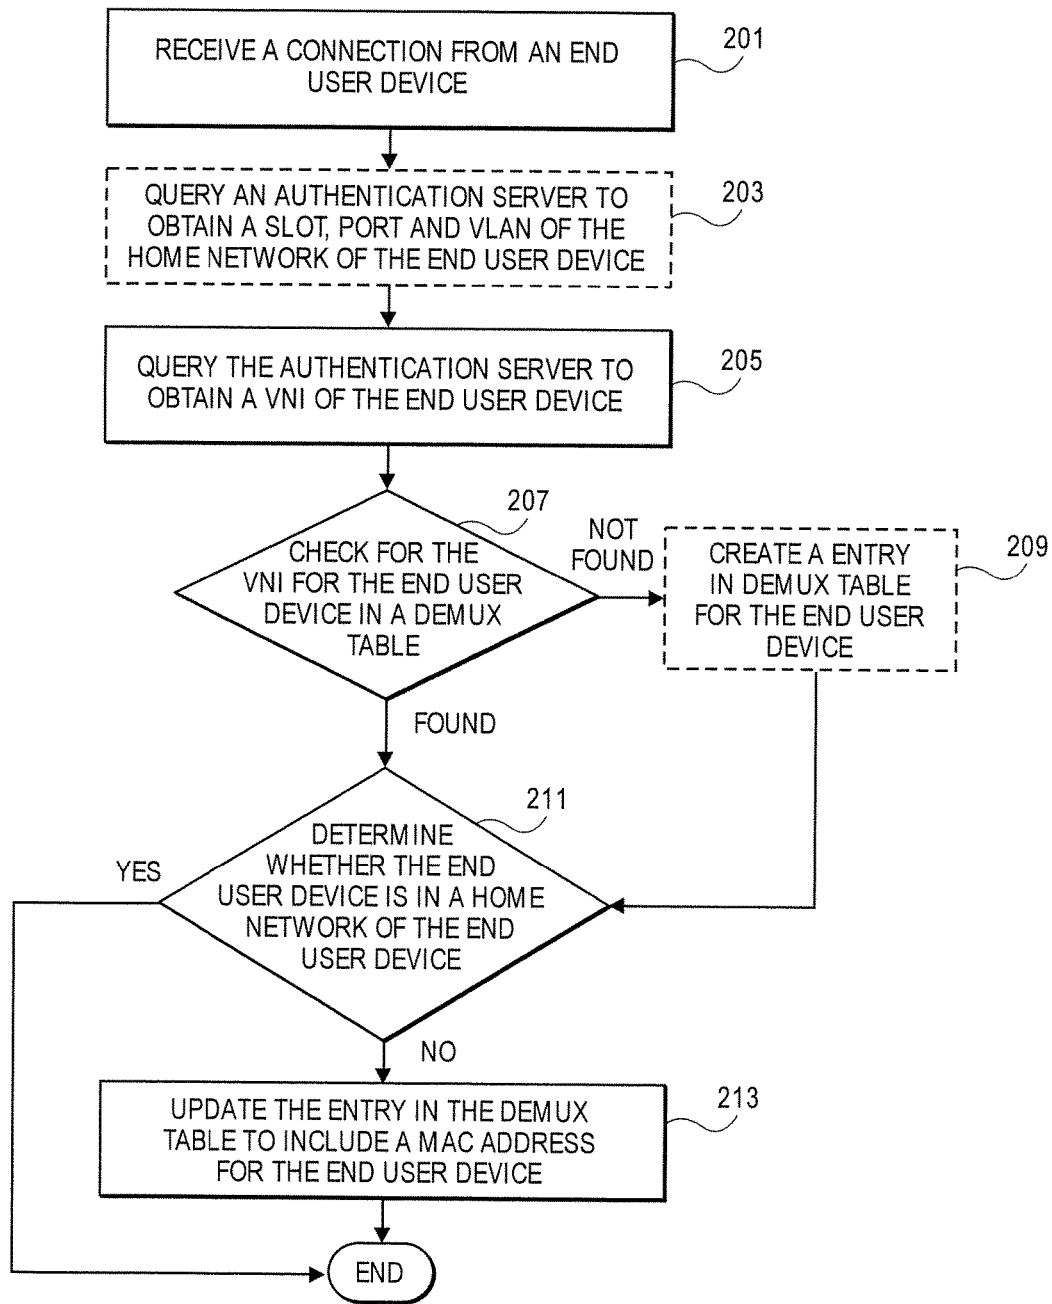 RECEIVE A CONNECTION FROM AN END
USER DEVICE
201
QUERY AN AUTHENTICATION SERVER TO
OBTAIN A SLOT, PORT AND VLAN OF THE
HOME NETWORK OF THE END USER DEVICE
203
QUERY THE AUTHENTICATION SERVER TO
OBTAIN A VNI OF THE END USER DEVICE
205
207
CHECK FOR THE
VNI FOR THE END USER
DEVICE IN A DEMUX
TABLE
NOT
FOUND
CREATE A ENTRY
IN DEMUX TABLE
FOR THE END USER
DEVICE
209
FOUND
211
DETERMINE
WHETHER THE END
USER DEVICE IS IN A HOME
NETWORK OF THE END
USER DEVICE
YES
NO
UPDATE THE ENTRY IN THE DEMUX
TABLE TO INCLUDE A MAC ADDRESS
FOR THE END USER DEVICE
213
END